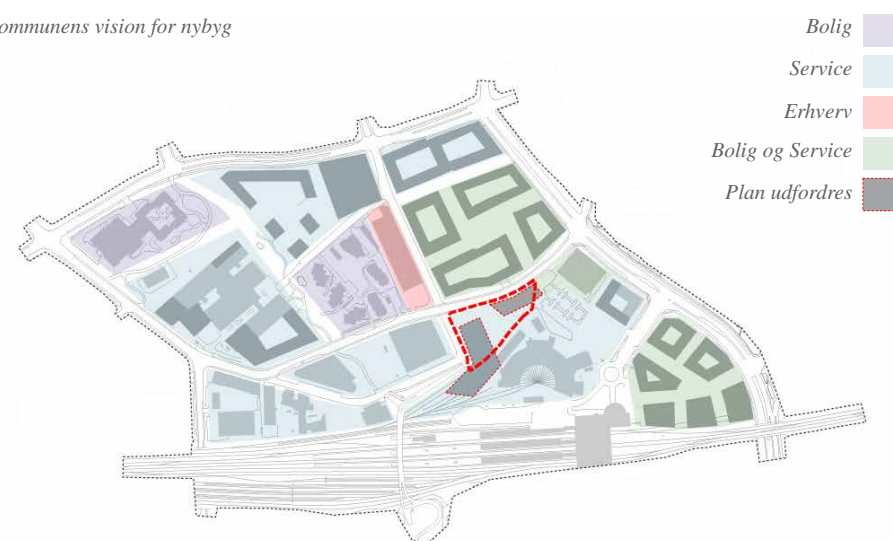 ommunens vision for nybyg
Bolig
Service
Erhverv
Bolig og Service
Plan udfordres